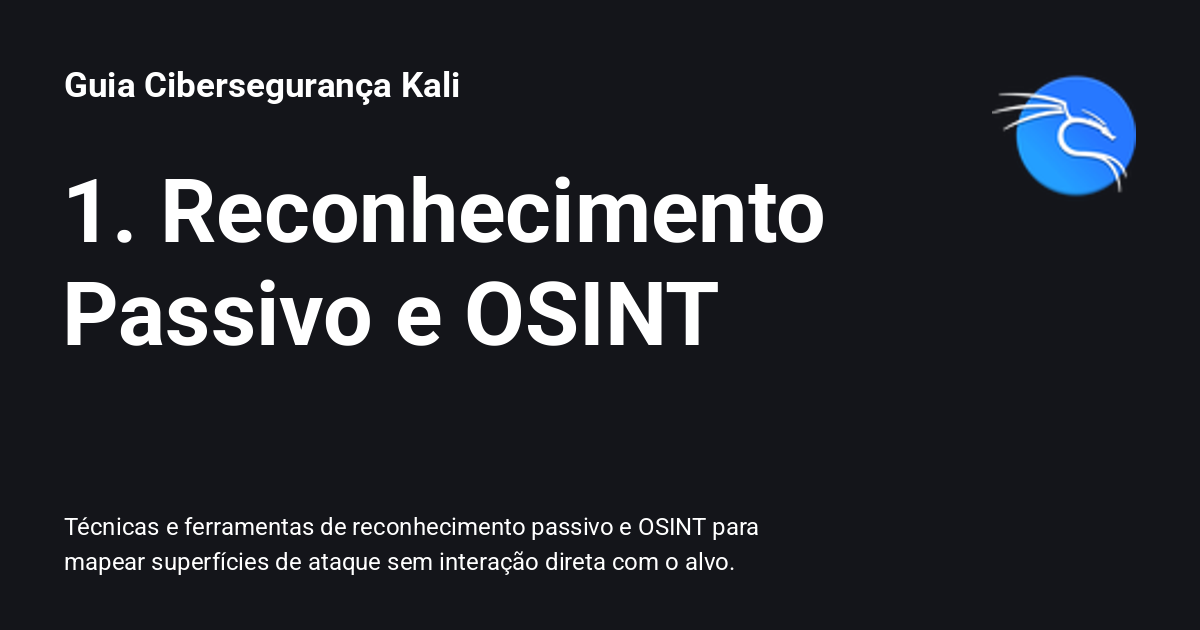 Guia Cibersegurança Kali
1. Reconhecimento
Passivo e OSINT
Técnicas e ferramentas de reconhecimento passivo e OSINT para
mapear superfícies de ataque sem interação direta com o alvo.